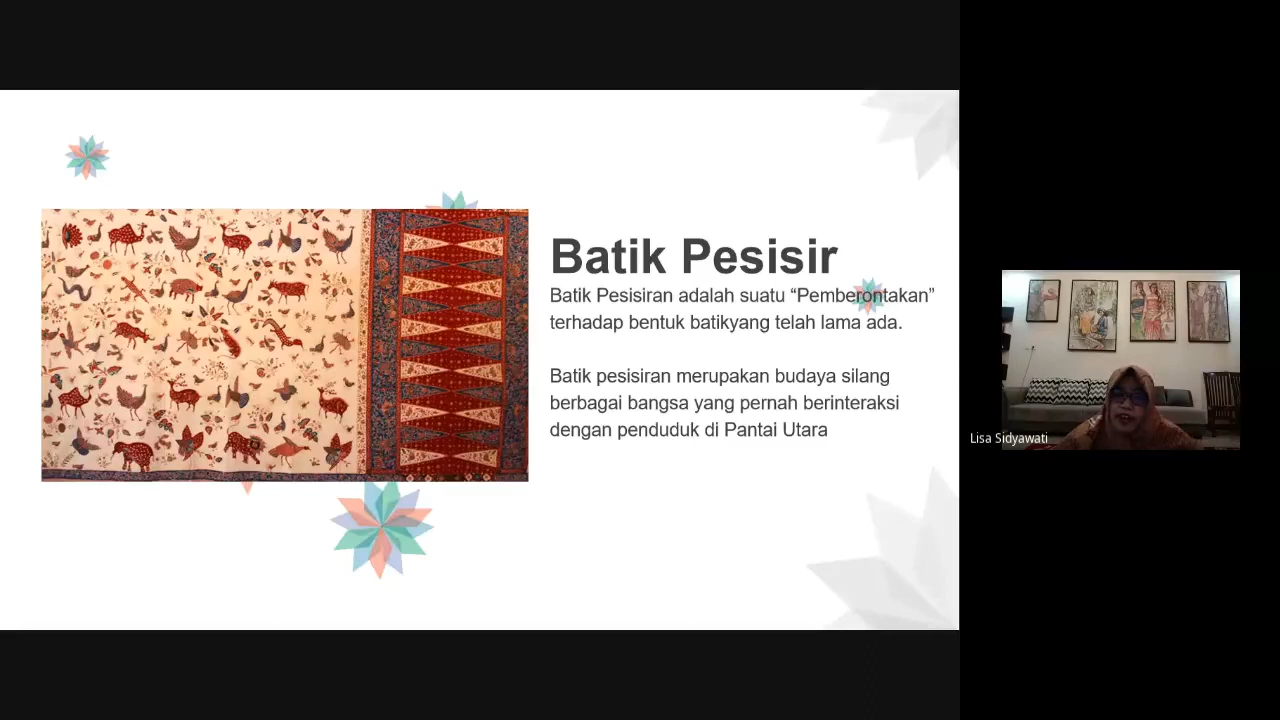 Batik Pesisir
Batik Pesisiran adalah suatu “Pemberontakan”
terhadap bentuk batikyang telah lama ada.
Batik pesisiran merupakan budaya silang
berbagai bangsa yang pernah berinteraksi
dengan penduduk di Pantai Utara
Lisa Sidyawati